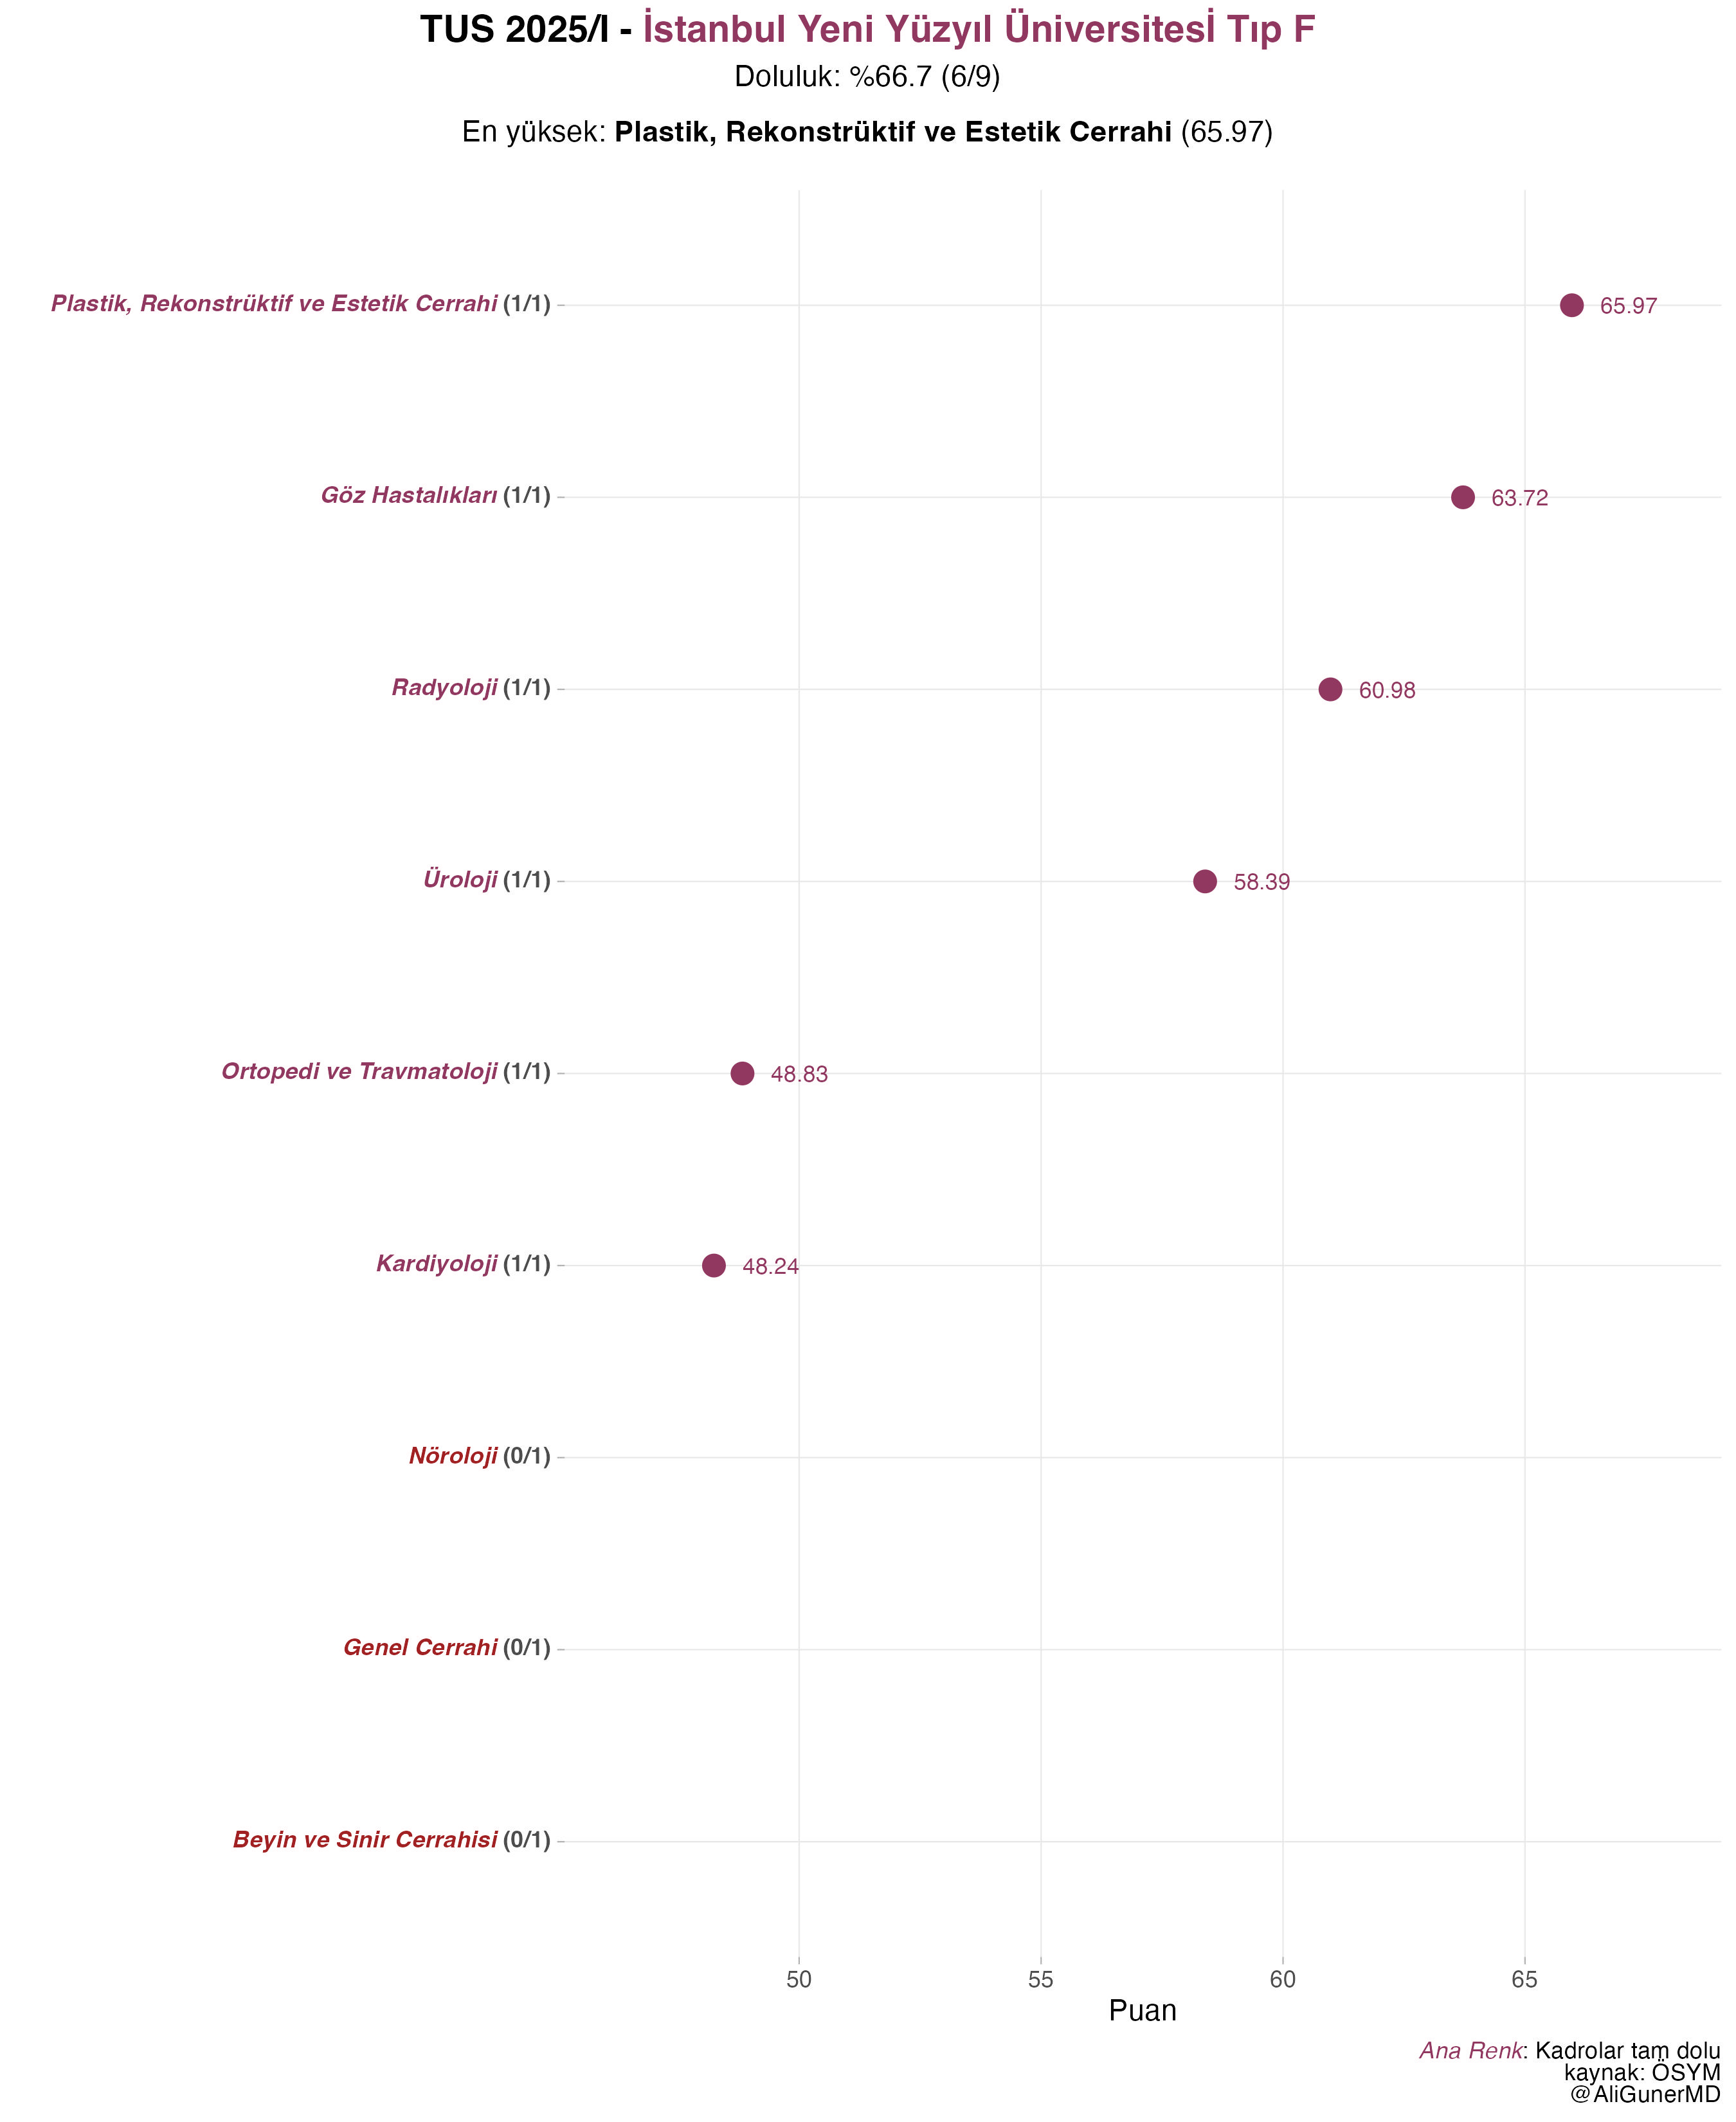 TUS 2025/I - İstanbul Yeni Yüzyıl Üniversitesİ Tıp F
Doluluk: %66.7 (6/9)
En yüksek: Plastik, Rekonstrüktif ve Estetik Cerrahi (65.97)
Plastik, Rekonstrüktif ve Estetik Cerrahi (1/1) 65.97
Göz Hastalıkları (1/1) 63.72
Radyoloji (1/1) 60.98
Üroloji (1/1) 58.39
Ortopedi ve Travmatoloji (1/1) 48.83
Kardiyoloji (1/1) 48.24
Nöroloji (0/1)
Genel Cerrahi (0/1)
Beyin ve Sinir Cerrahisi (0/1)
50 55 60 65
Puan
Ana Renk: Kadrolar tam dolu
kaynak: ÖSYM
@AliGunerMD